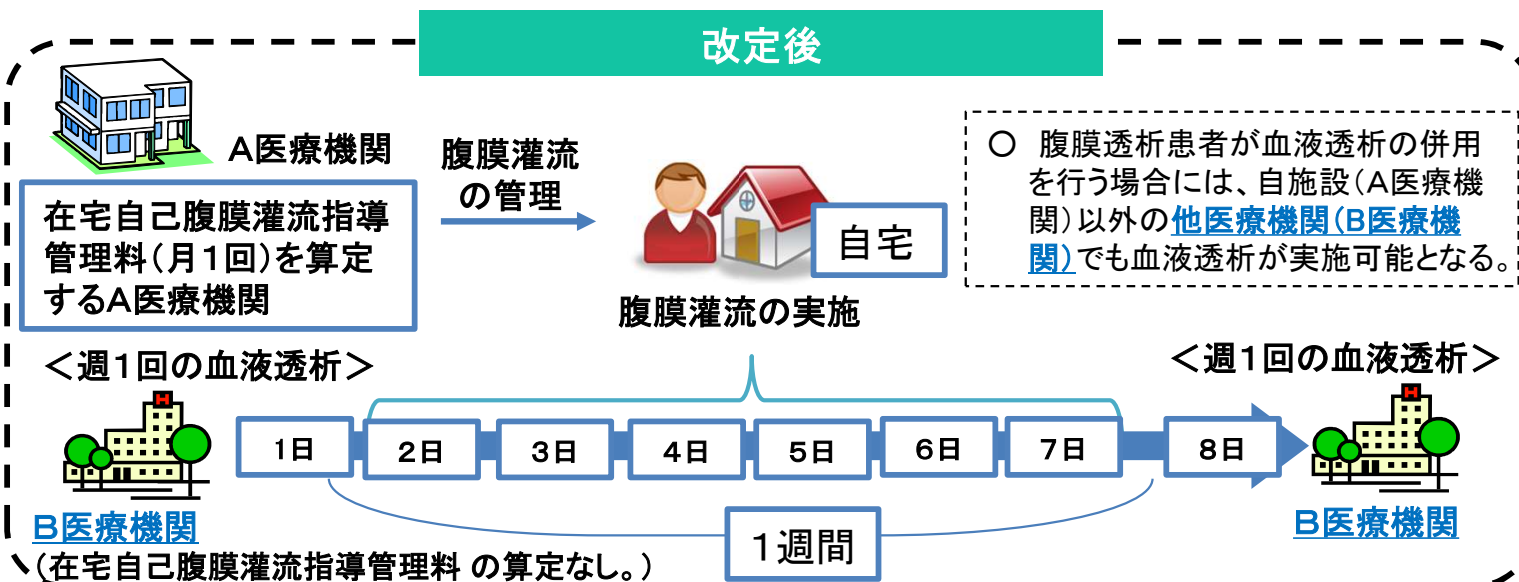 改定後
A医療機関
在宅自己腹膜灌流指導
管理料(月1回)を算定
するA医療機関
腹膜灌流
の管理
自宅
腹膜灌流の実施
○ 腹膜透析患者が血液透析の併用
を行う場合には、自施設(A医療機
関)以外の他医療機関(B医療機
関)でも血液透析が実施可能となる。
<週1回の血液透析>
<週1回の血液透析>
H
H
1日
2日
3日
4日
5日
6日
7日
8日
B医療機関
B医療機関
1週間
(在宅自己腹膜灌流指導管理料 の算定なし。)